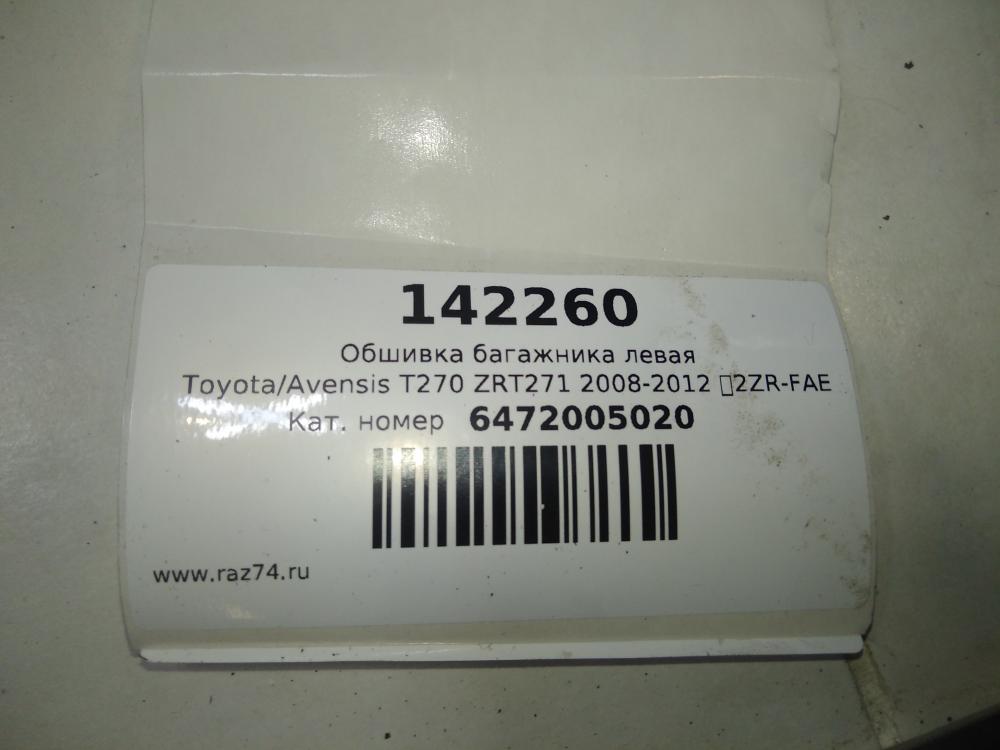 142260
Обшивка багажника левая
Toyota/Avensis T270 ZRT271 2008-2012 ▯2ZR-FAE
Кат. номер 6472005020
www.raz74.ru